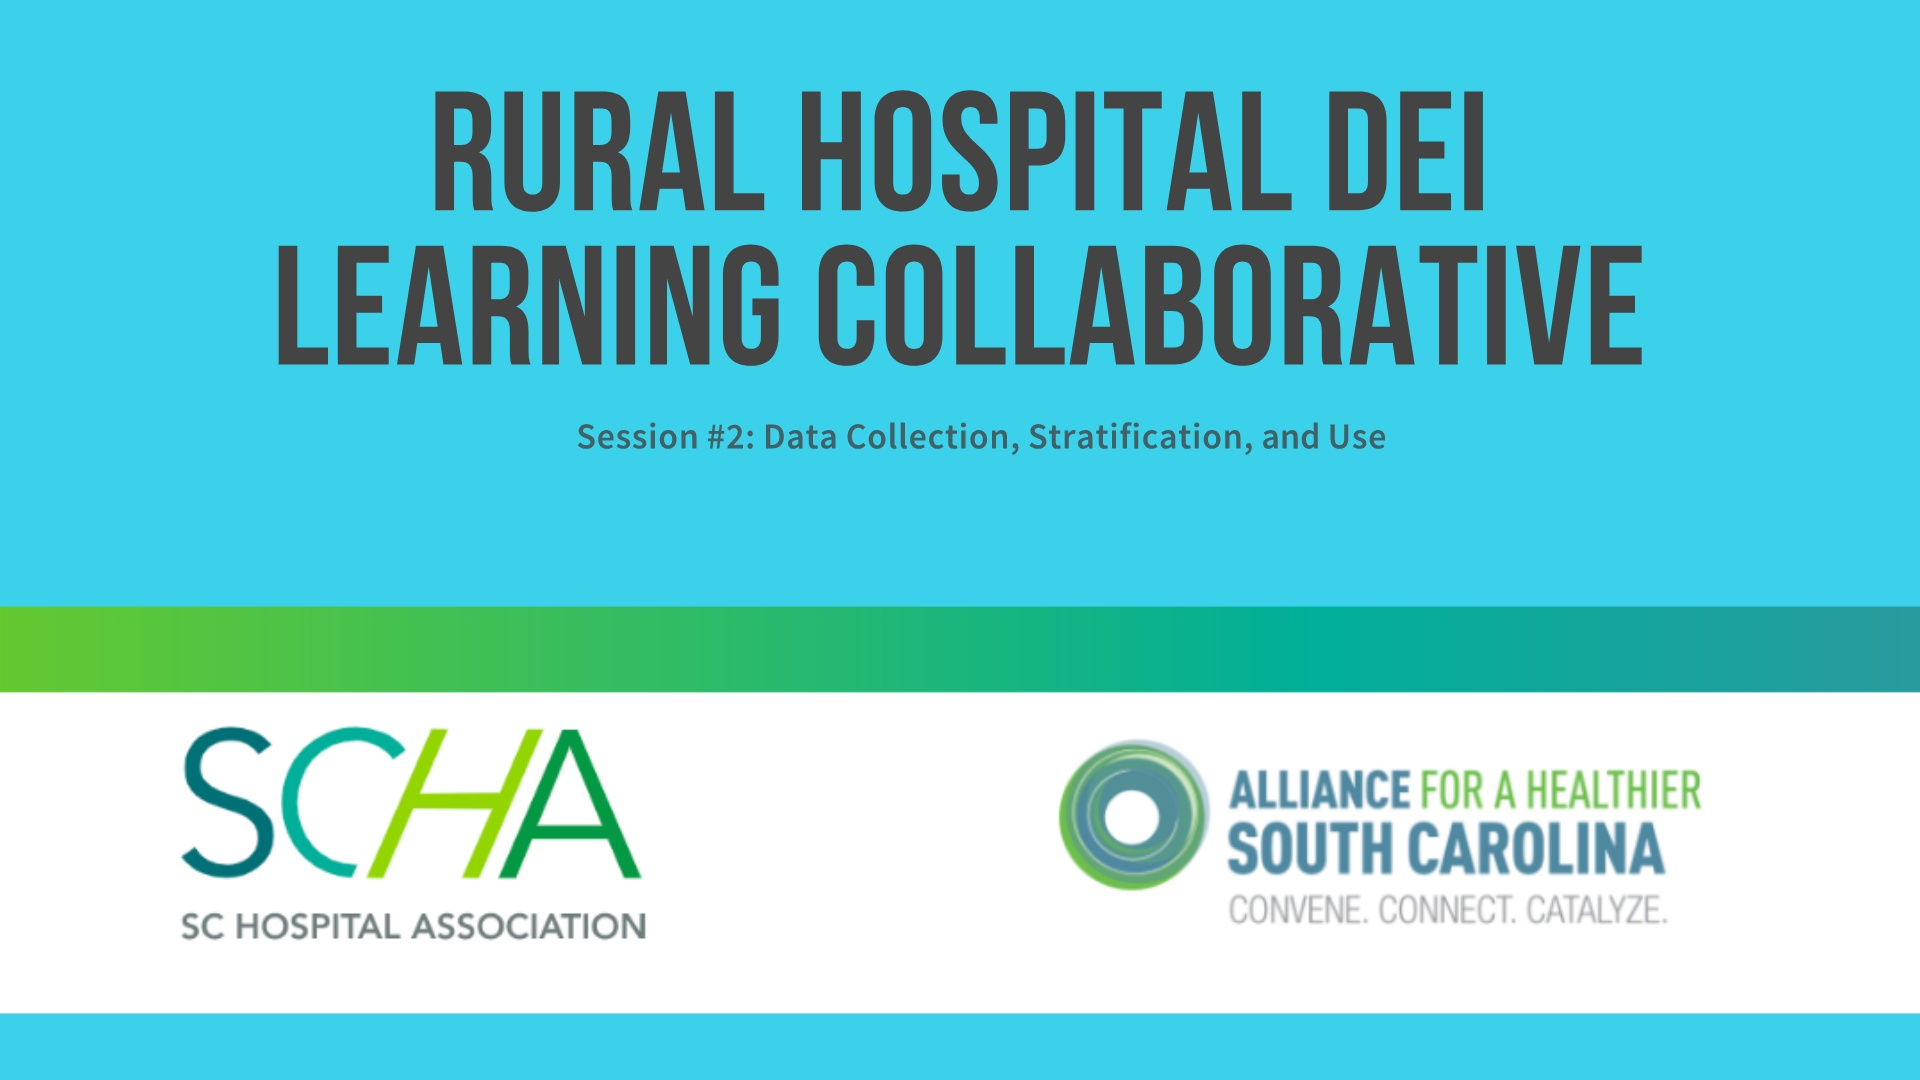 RURAL HOSPITAL DEI
LEARNING COLLABORATIVE
Session #2: Data Collection, Stratification, and Use
SCHA
SC HOSPITAL ASSOCIATION
ALLIANCE FOR A HEALTHIER
SOUTH CAROLINA
CONVENE. CONNECT. CATALYZE.